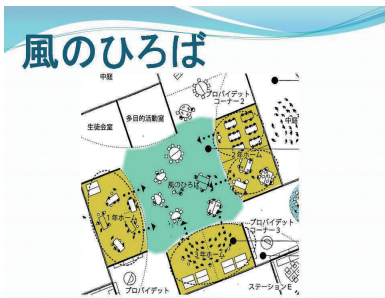 風のひろば
中庭
プロバイデット
コーナー2
多目的活動室
生徒会室
中庭
2年ホーム
風のひろば
1年ホーム
プロバイデット
コーナー3
3年ホーム
プロバイデット
ステーションE